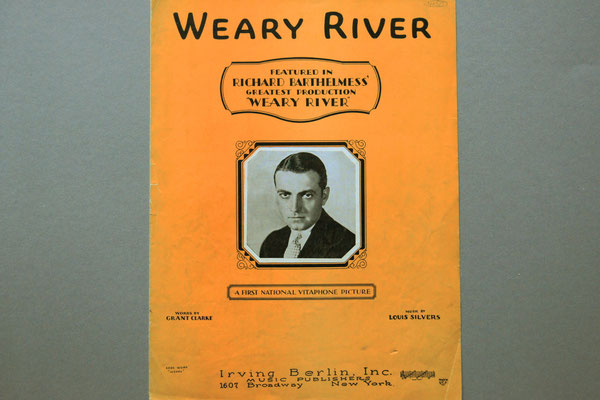 WEARY RIVER
FEATURED IN
RICHARD BARTHELMESS'
GREATEST PRODUCTION
"WEARY RIVER"
A FIRST NATIONAL VITAPHONE PICTURE
WORDS BY
GRANT CLARKE
MUSIC BY
LOUIS SILVERS
Irving Berlin, Inc.
MUSIC PUBLISHERS
1607 Broadway New York